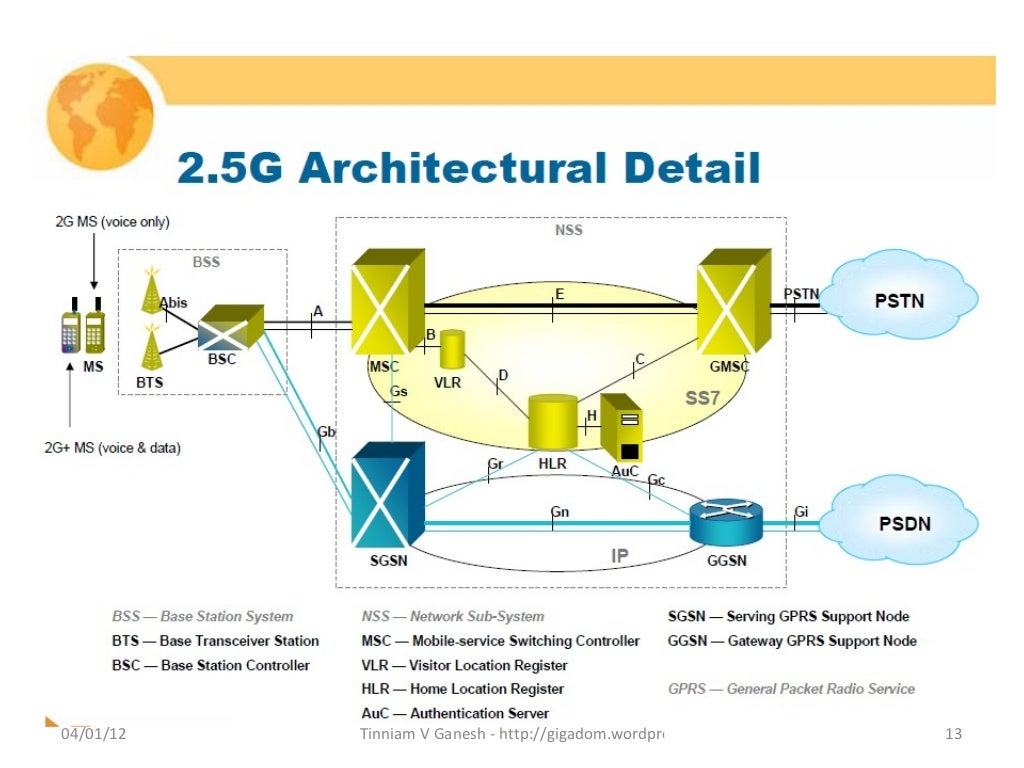 2.5G Architectural Detail
2G MS (voice only)
NSS
BSS
E
PSTN
PSTN
Abis
A
B
C
BSC
MS
MSC
GMSC
BTS
VLR
D
Gs
SS7
H
Gb
2G+ MS (voice & data)
Gr
HLR
AuC
Gc
Gn
Gi
PSDN
IP
SGSN
GGSN
BSS — Base Station System
BTS — Base Transceiver Station
BSC — Base Station Controller
NSS — Network Sub-System
MSC — Mobile-service Switching Controller
VLR — Visitor Location Register
HLR — Home Location Register
AuC — Authentication Server
SGSN — Serving GPRS Support Node
GGSN — Gateway GPRS Support Node
GPRS — General Packet Radio Service
04/01/12
Tinniam V Ganesh - http://gigadom.wordpre
13